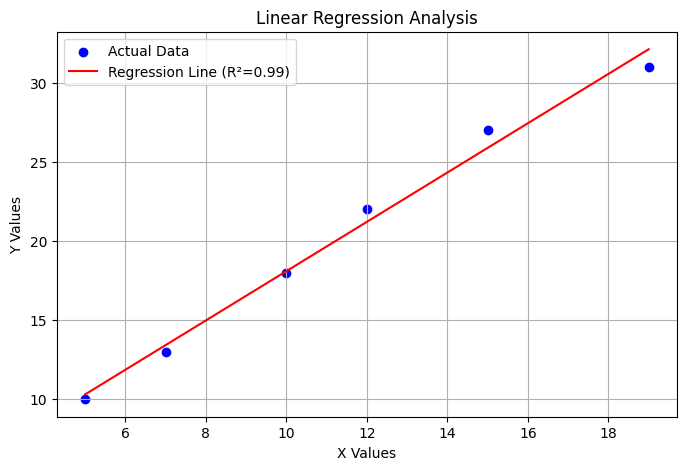 Linear Regression Analysis
Actual Data
Regression Line (R²=0.99)
Y Values
30
25
20
15
10
6 8 10 12 14 16 18
X Values